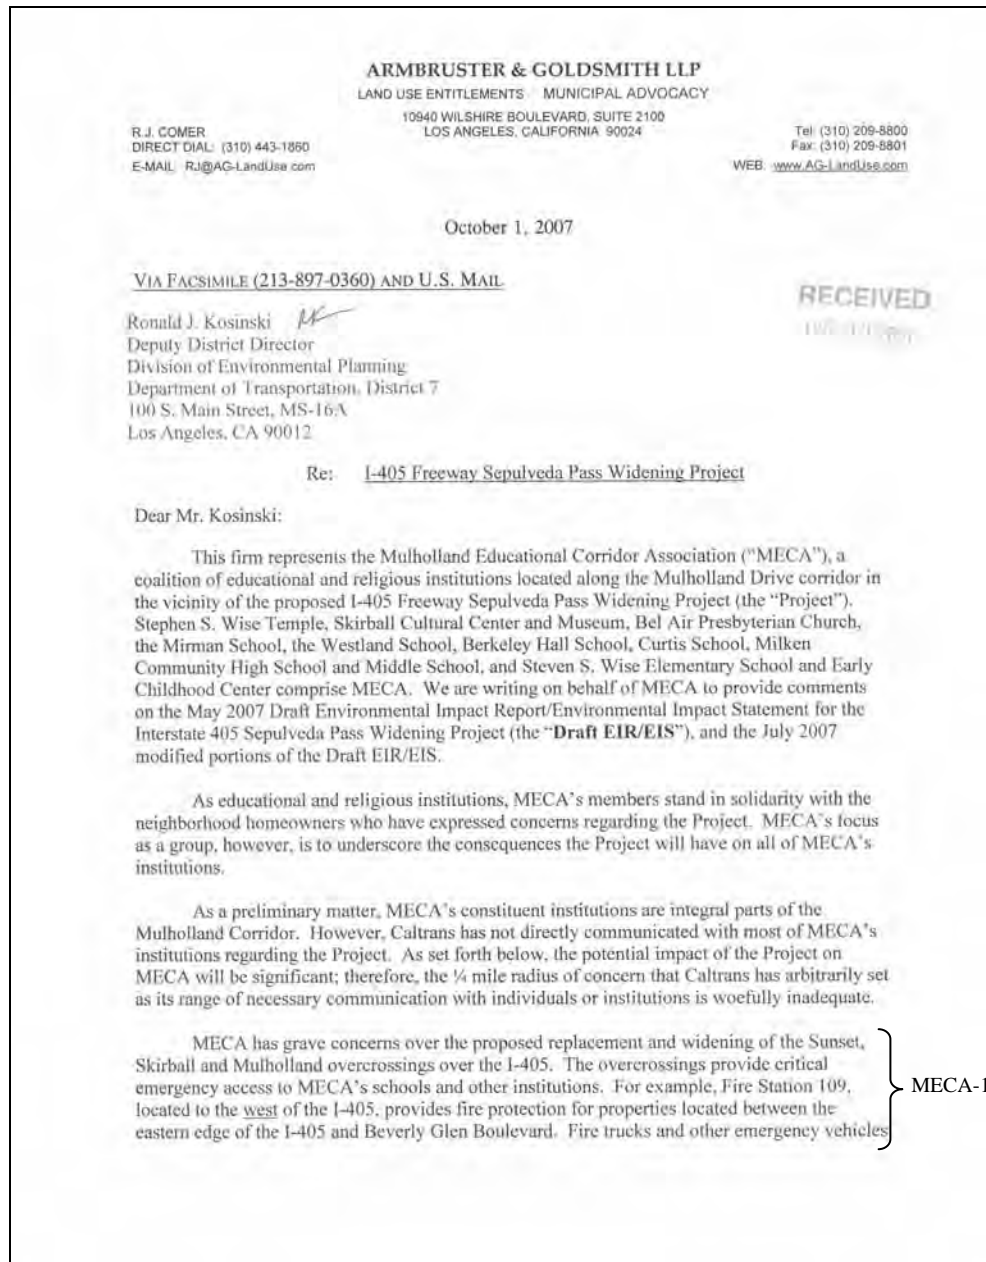 ARMBRUSTER & GOLDSMITH LLP
LAND USE ENTITLEMENTS MUNICIPAL ADVOCACY
10940 WILSHIRE BOULEVARD, SUITE 2100
LOS ANGELES, CALIFORNIA 90024
R.J. COMER
DIRECT DIAL: (310) 443-1860
E-MAIL: RJ@AG-LandUse.com
Tel: (310) 209-8800
Fax: (310) 209-8801
WEB: www.AG-LandUse.com
October 1, 2007
VIA FACSIMILE (213-897-0360) AND U.S. MAIL
RECEIVED
Ronald J. Kosinski
Deputy District Director
Division of Environmental Planning
Department of Transportation, District 7
100 S. Main Street, MS-16A
Los Angeles, CA 90012
Re: I-405 Freeway Sepulveda Pass Widening Project
Dear Mr. Kosinski:
This firm represents the Mulholland Educational Corridor Association ("MECA"), a
coalition of educational and religious institutions located along the Mulholland Drive corridor in
the vicinity of the proposed I-405 Freeway Sepulveda Pass Widening Project (the "Project").
Stephen S. Wise Temple, Skirball Cultural Center and Museum, Bel Air Presbyterian Church,
the Mirman School, the Westland School, Berkeley Hall School, Curtis School, Milken
Community High School and Middle School, and Steven S. Wise Elementary School and Early
Childhood Center comprise MECA. We are writing on behalf of MECA to provide comments
on the May 2007 Draft Environmental Impact Report/Environmental Impact Statement for the
Interstate 405 Sepulveda Pass Widening Project (the "Draft EIR/EIS"), and the July 2007
modified portions of the Draft EIR/EIS.
As educational and religious institutions, MECA's members stand in solidarity with the
neighborhood homeowners who have expressed concerns regarding the Project. MECA's focus
as a group, however, is to underscore the consequences the Project will have on all of MECA's
institutions.
As a preliminary matter, MECA's constituent institutions are integral parts of the
Mulholland Corridor. However, Caltrans has not directly communicated with most of MECA's
institutions regarding the Project. As set forth below, the potential impact of the Project on
MECA will be significant; therefore, the ¼ mile radius of concern that Caltrans has arbitrarily set
as its range of necessary communication with individuals or institutions is woefully inadequate.
MECA has grave concerns over the proposed replacement and widening of the Sunset,
Skirball and Mulholland overcrossings over the I-405. The overcrossings provide critical
emergency access to MECA's schools and other institutions. For example, Fire Station 109,
located to the west of the I-405, provides fire protection for properties located between the
eastern edge of the I-405 and Beverly Glen Boulevard. Fire trucks and other emergency vehicles
MECA-1